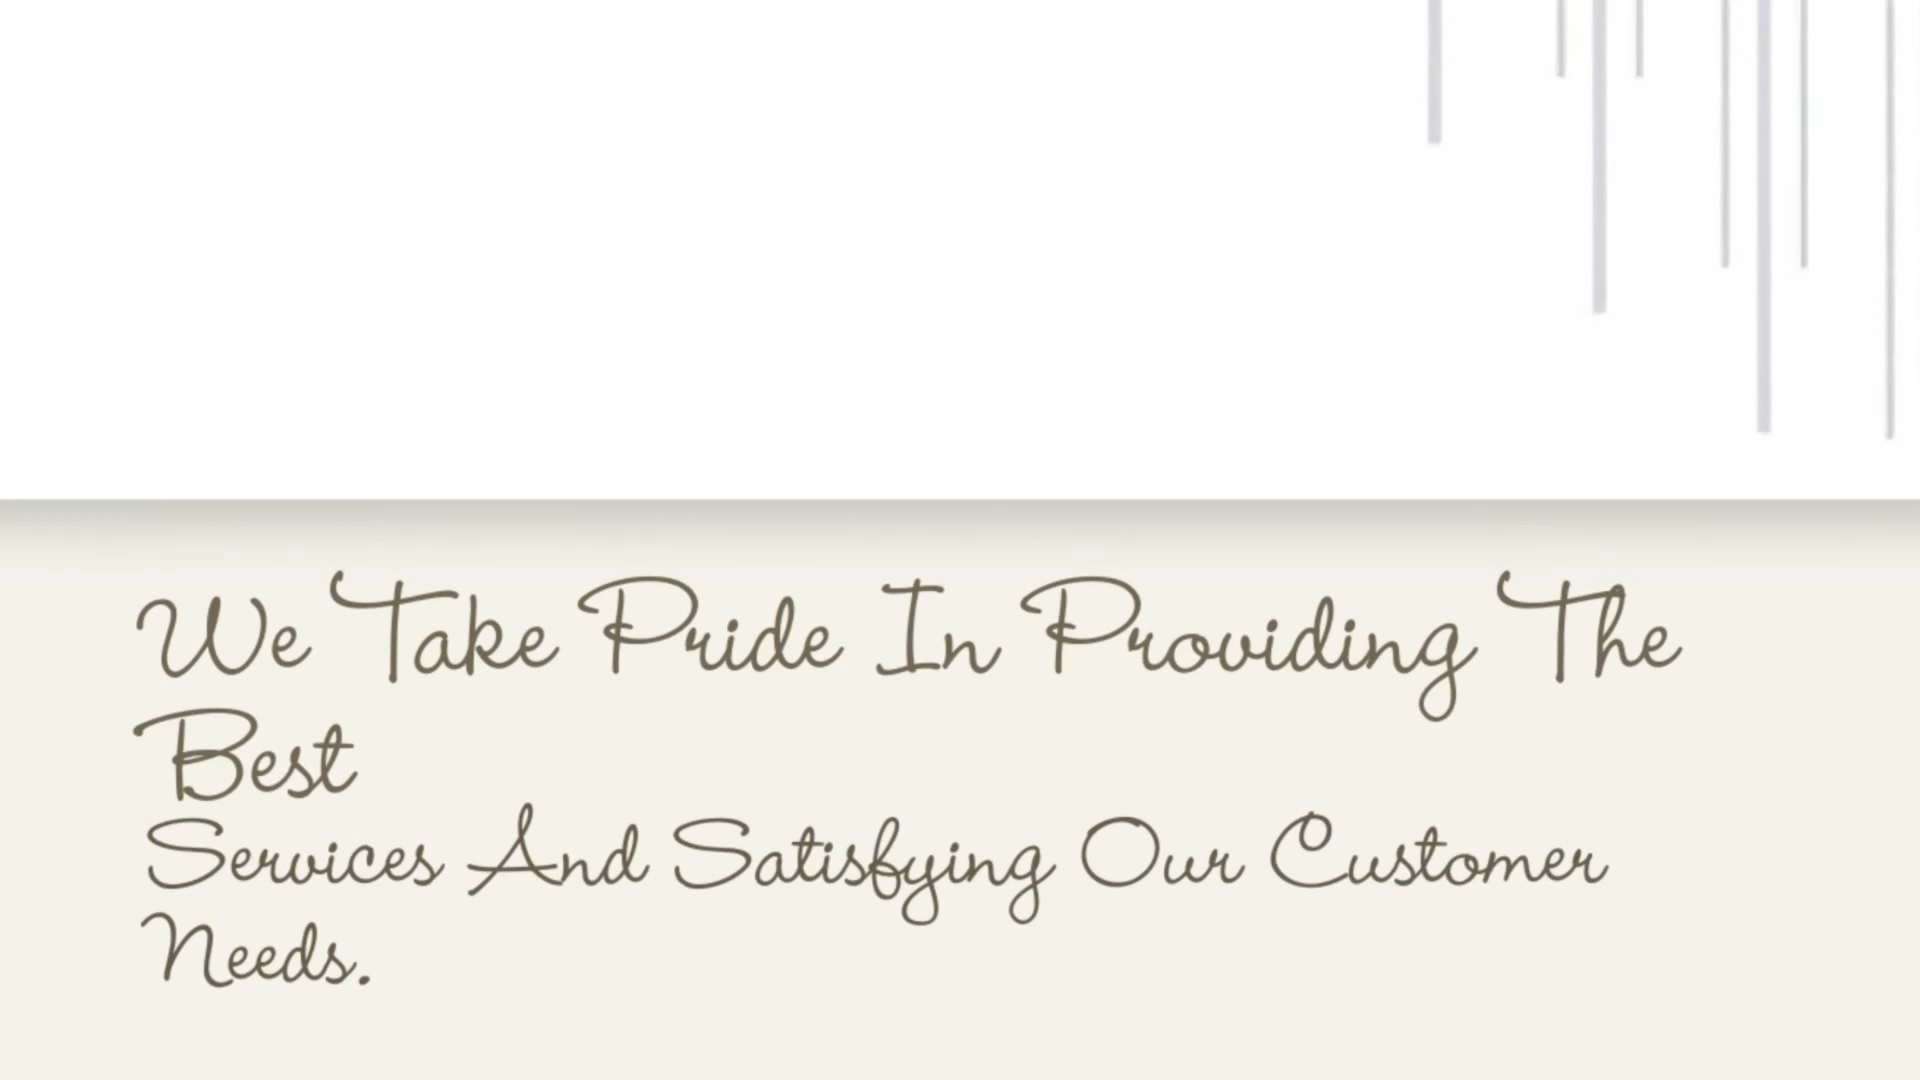 We Take Pride In Providing The
Best
Services And Satisfying Our Customer
Needs.